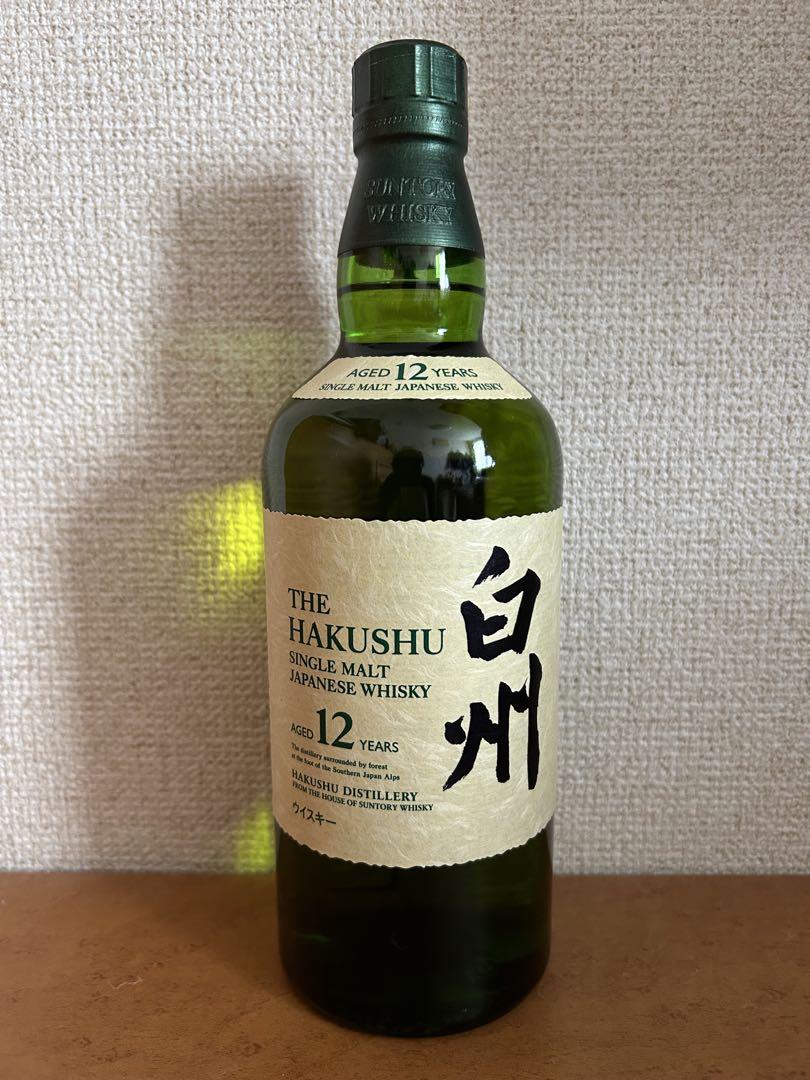 SUNTORY
WHISKY
AGED 12 YEARS
SINGLE MALT JAPANESE WHISKY
白州
THE
HAKUSHU
SINGLE MALT
JAPANESE WHISKY
AGED 12 YEARS
The distillery surrounded by forest
at the foot of the Southern Japan Alps
HAKUSHU DISTILLERY
FROM THE HOUSE OF SUNTORY WHISKY
ウイスキー